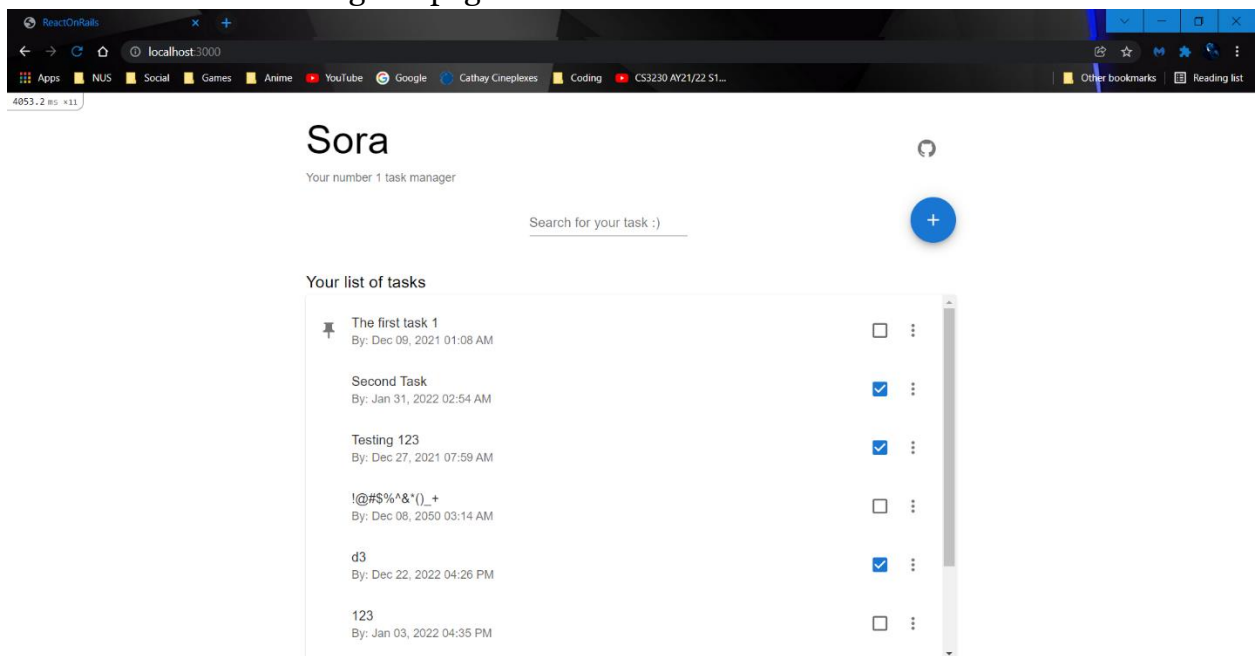 ReactOnRails
localhost:3000
Apps NUS Social Games Anime YouTube Google Cathay Cineplexes Coding CS3230 AY21/22 S1... Other bookmarks Reading list
4053.2 ms ×11
Sora
Your number 1 task manager
Search for your task :)
+
Your list of tasks
The first task 1
By: Dec 09, 2021 01:08 AM
Second Task
By: Jan 31, 2022 02:54 AM
Testing 123
By: Dec 27, 2021 07:59 AM
!@#$%^&*()_+
By: Dec 08, 2050 03:14 AM
d3
By: Dec 22, 2022 04:26 PM
123
By: Jan 03, 2022 04:35 PM